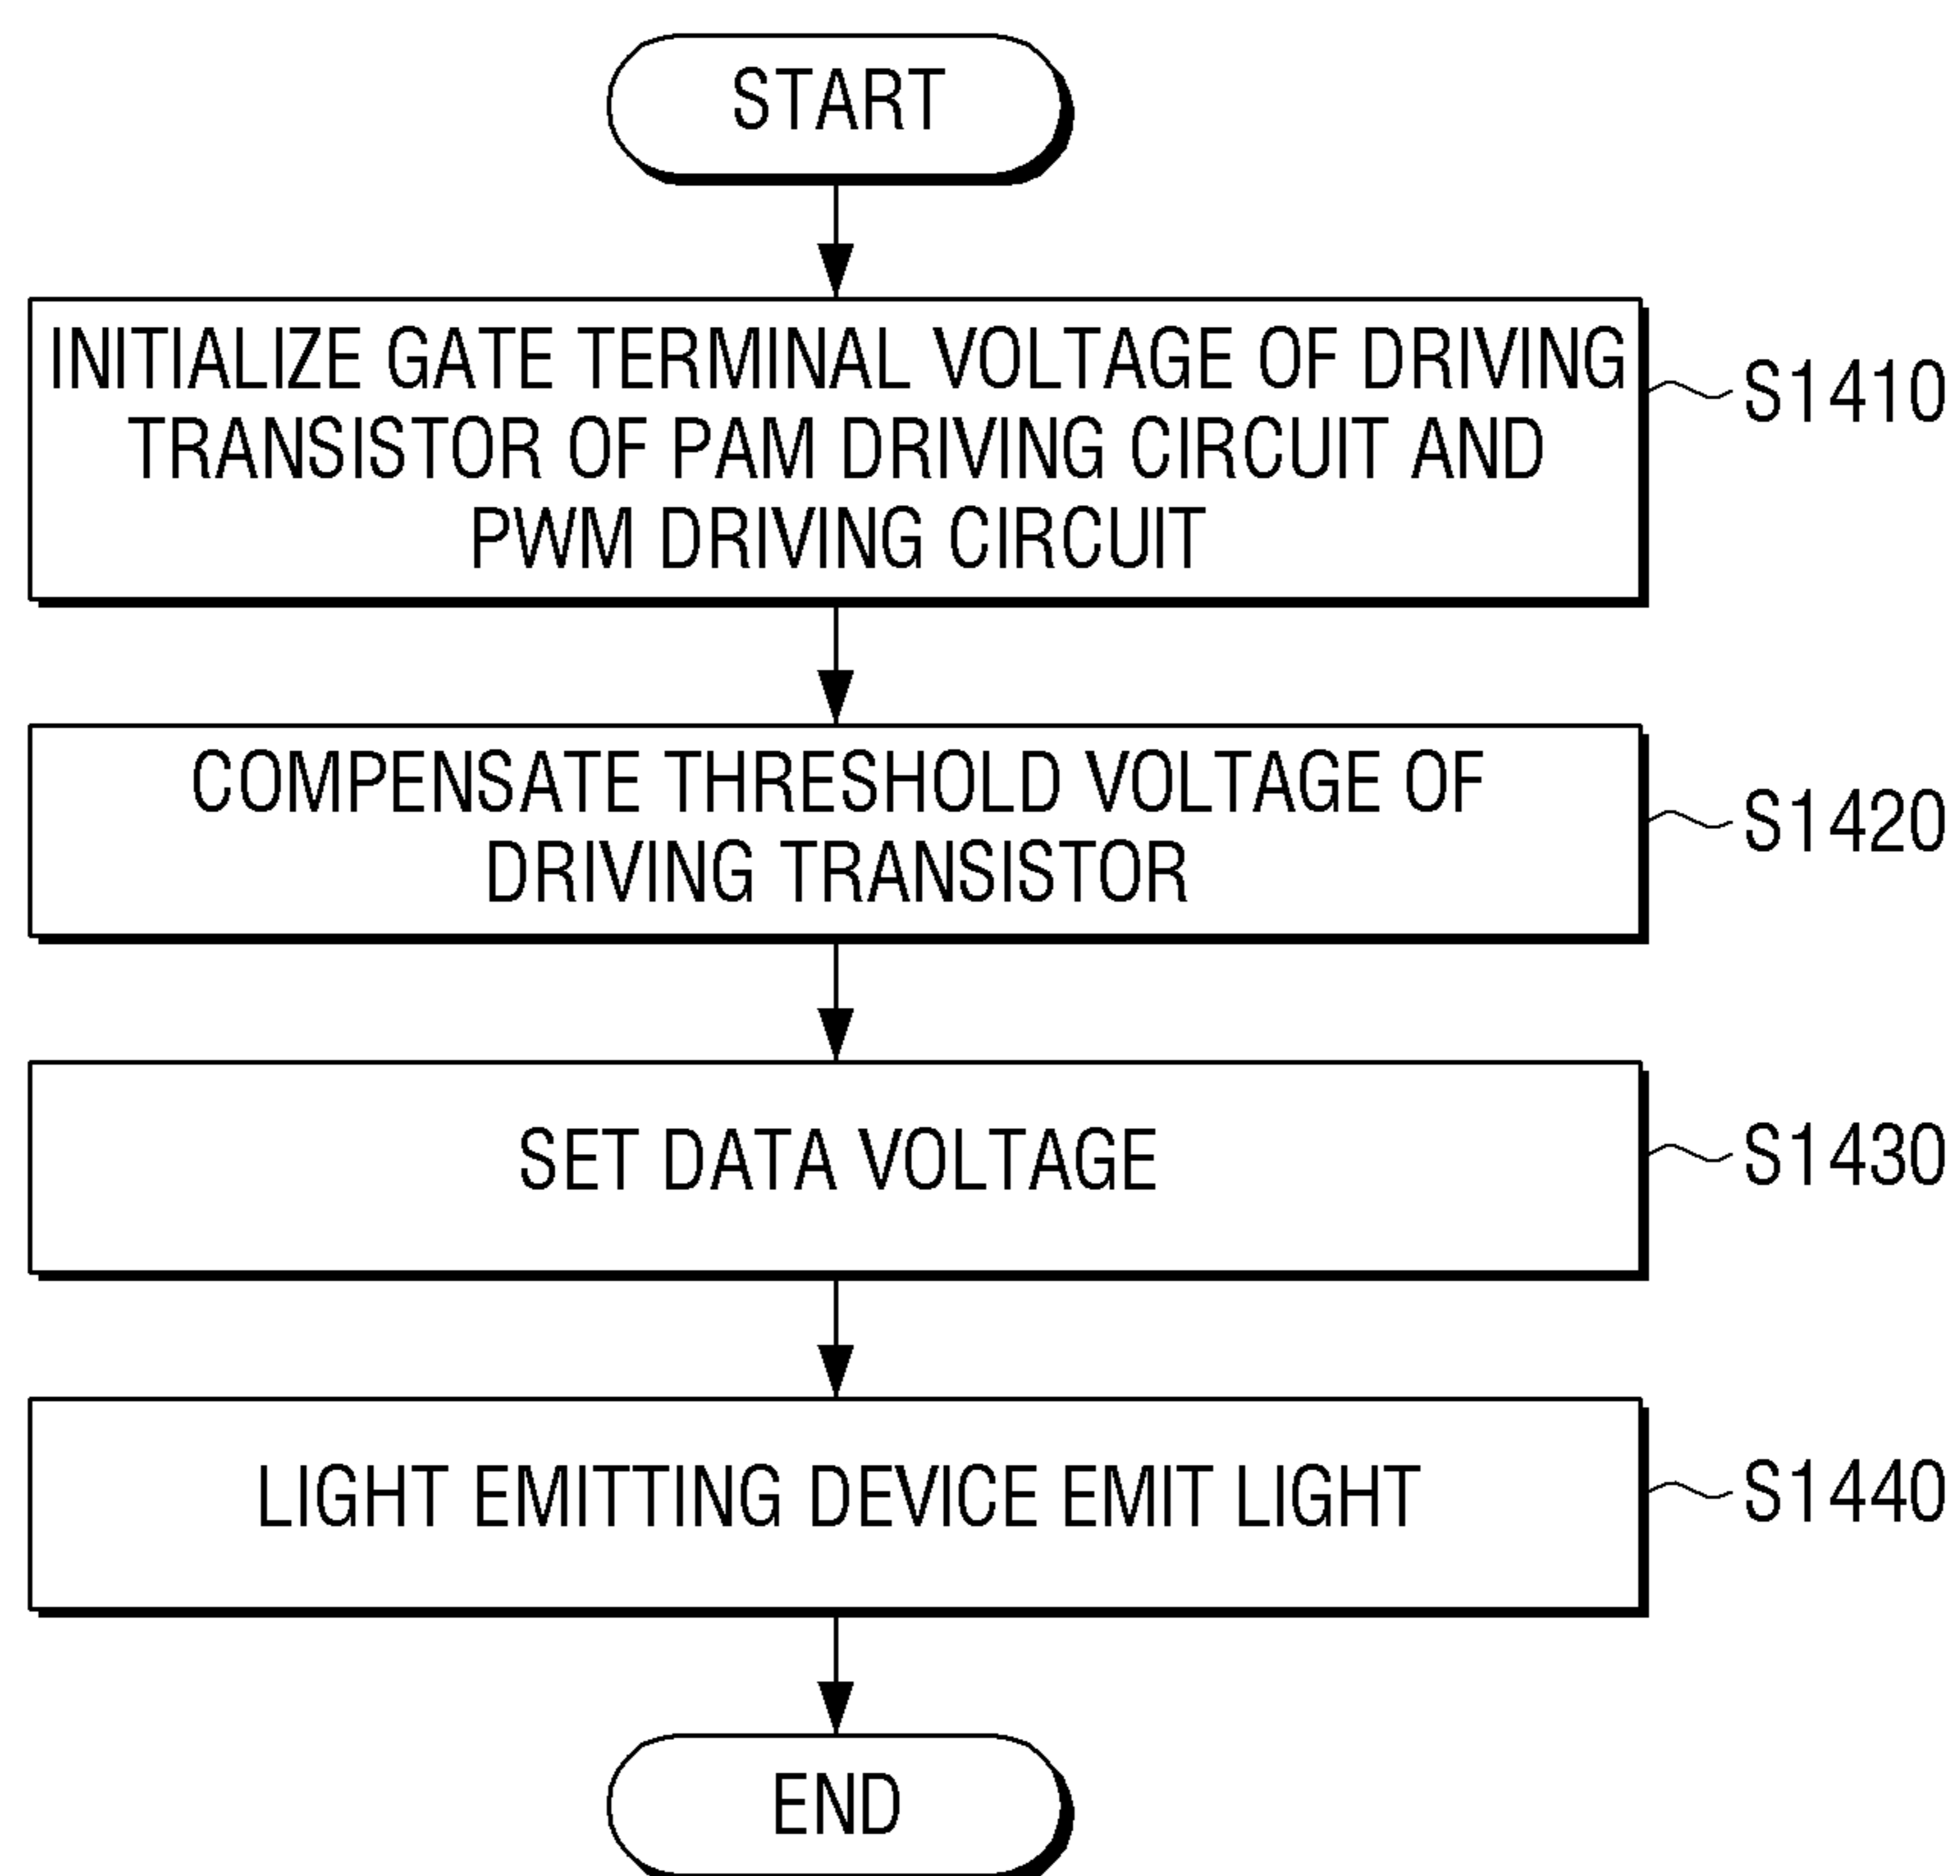 START
INITIALIZE GATE TERMINAL VOLTAGE OF DRIVING
TRANSISTOR OF PAM DRIVING CIRCUIT AND
PWM DRIVING CIRCUIT
S1410
COMPENSATE THRESHOLD VOLTAGE OF
DRIVING TRANSISTOR
S1420
SET DATA VOLTAGE
S1430
LIGHT EMITTING DEVICE EMIT LIGHT
S1440
END